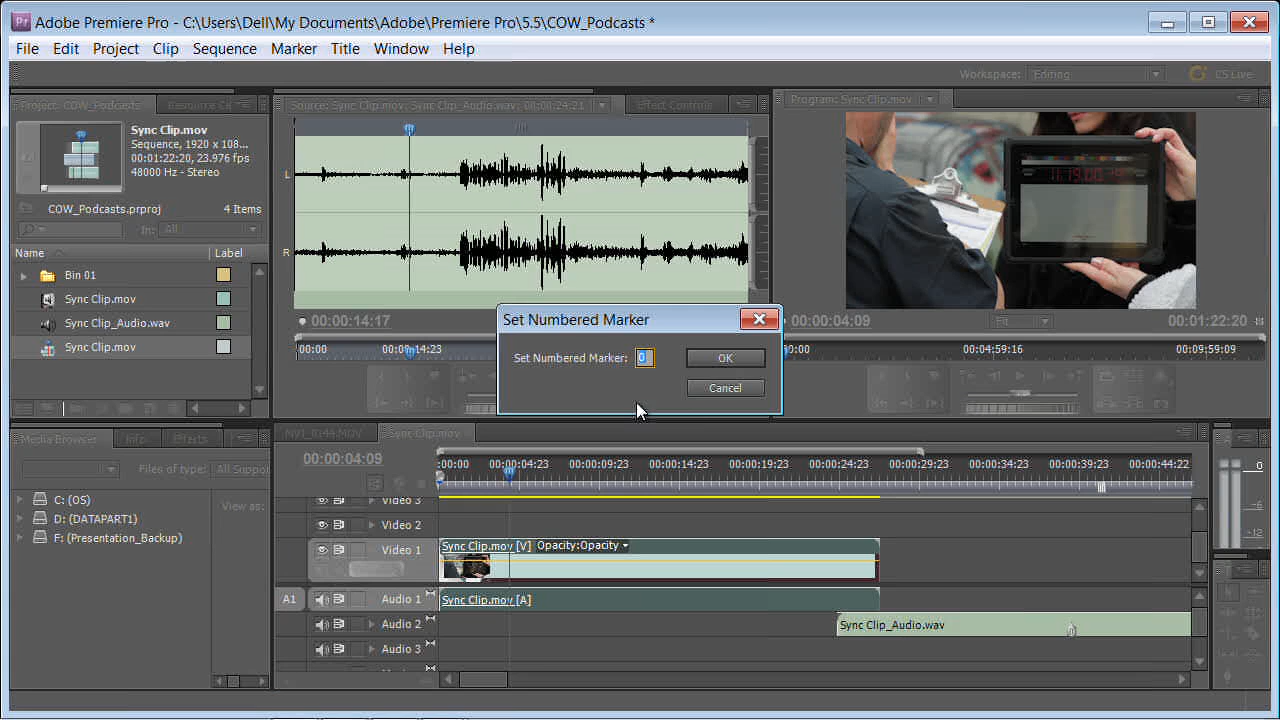 Adobe Premiere Pro - C:\Users\Dell\My Documents\Adobe\Premiere Pro\5.5\COW_Podcasts *
File Edit Project Clip Sequence Marker Title Window Help
Workspace: Editing CS Live
Project: COW_Podcasts Resource Ce
Source: Sync Clip.mov: Sync Clip_Audio.wav: 00:00:24:21 Effect Controls
Program: Sync Clip.mov
Sync Clip.mov
Sequence, 1920 x 108...
00:01:22:20, 23.976 fps
48000 Hz - Stereo
COW_Podcasts.prproj 4 Items
In: All
Name Label
Bin 01
Sync Clip.mov
Sync Clip_Audio.wav
Sync Clip.mov
L
R
00:00:14:17
00:00 00:00:14:23
00:00:04:09 Fit 00:01:22:20
00:00 00:04:59:16 00:09:59:09
Set Numbered Marker
Set Numbered Marker: 0 OK
Cancel
Media Browser Info Effects
Files of type: All Suppor
View as:
C: (OS)
D: (DATAPART1)
F: (Presentation_Backup)
NVI_0144.MOV Sync Clip.mov
00:00:04:09
:00:00 00:00:04:23 00:00:09:23 00:00:14:23 00:00:19:23 00:00:24:23 00:00:29:23 00:00:34:23 00:00:39:23 00:00:44:22
Video 3
Video 2
Video 1 Sync Clip.mov [V] Opacity:Opacity
A1 Audio 1 Sync Clip.mov [A]
Audio 2 Sync Clip_Audio.wav
Audio 3
0
-6
-12